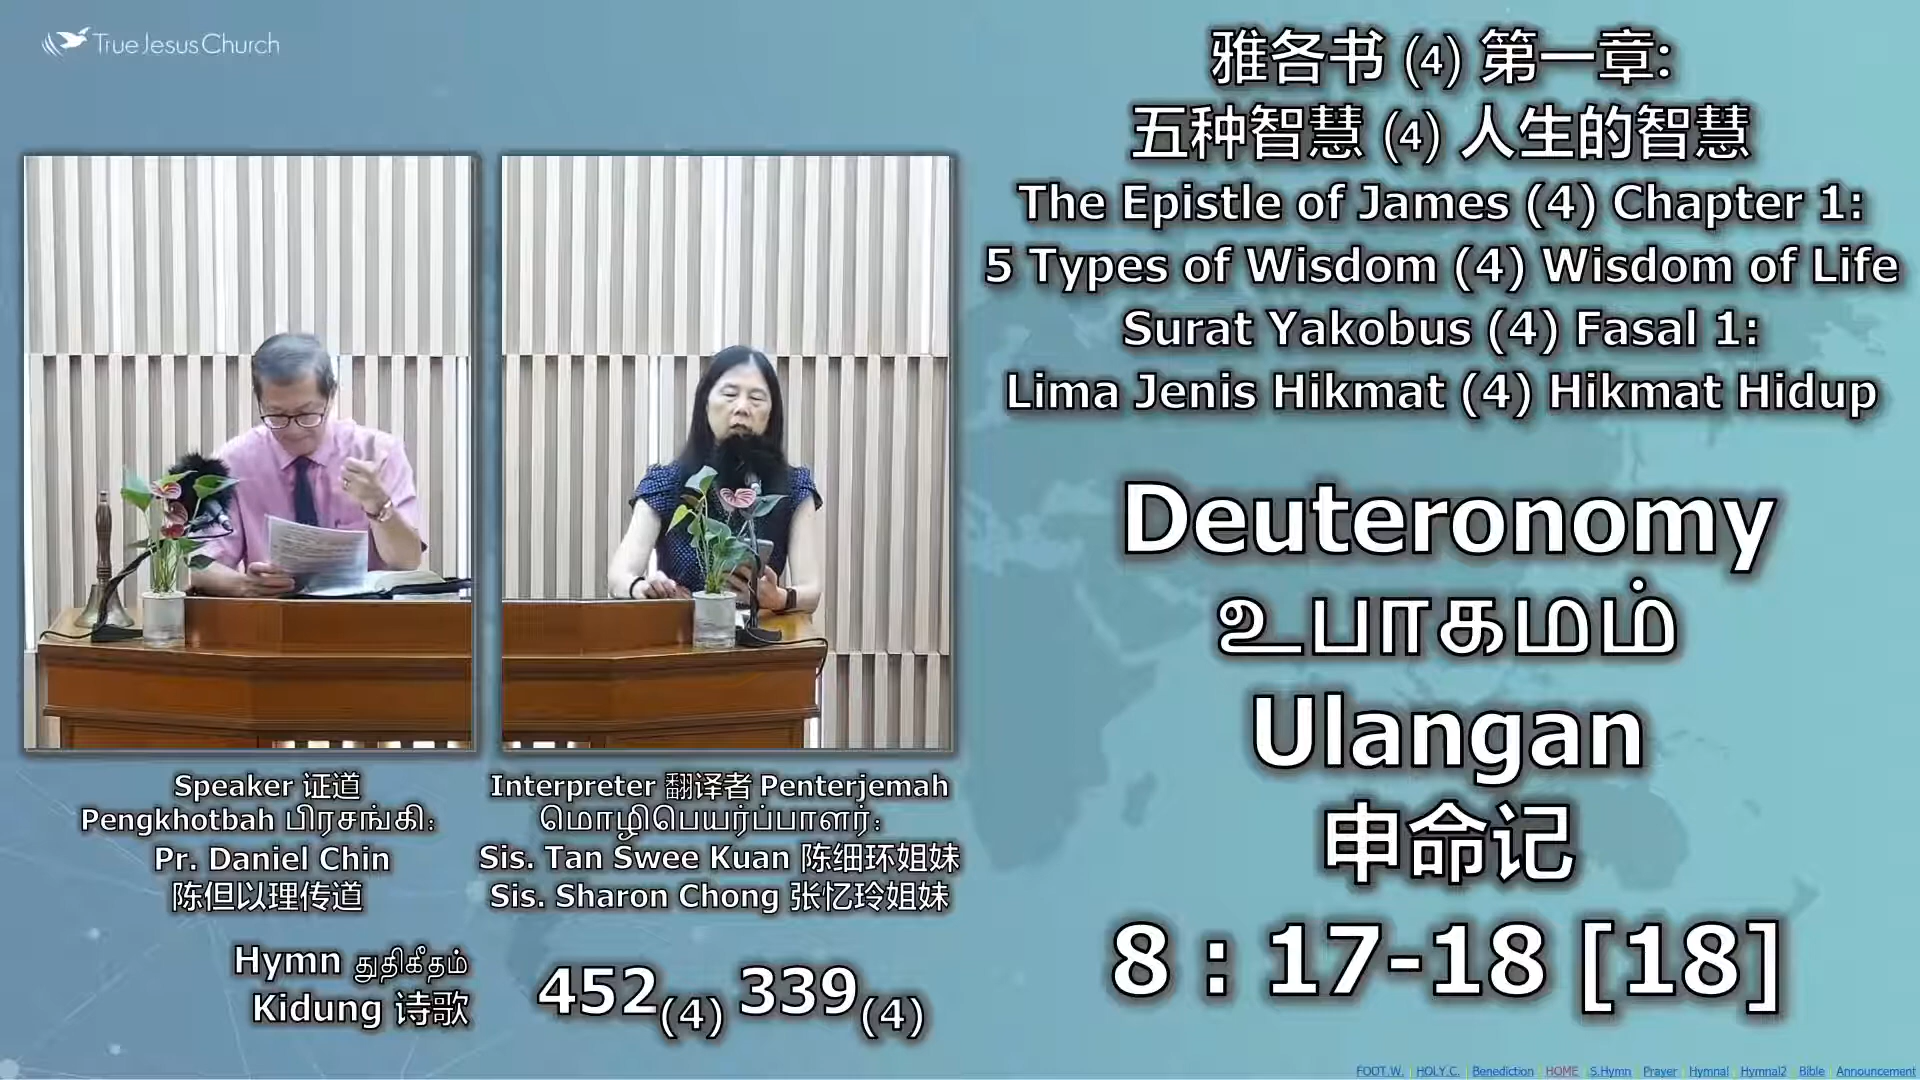 True Jesus Church
雅各书 (4) 第一章:
五种智慧 (4) 人生的智慧
The Epistle of James (4) Chapter 1:
5 Types of Wisdom (4) Wisdom of Life
Surat Yakobus (4) Fasal 1:
Lima Jenis Hikmat (4) Hikmat Hidup
Deuteronomy
உபாகமம்
Ulangan
申命记
8 : 17-18 [18]
Speaker 证道
Pengkhotbah பிரசங்கி:
Pr. Daniel Chin
陈但以理传道
Interpreter 翻译者 Penterjemah
மொழிபெயர்ப்பாளர்:
Sis. Tan Swee Kuan 陈细环姐妹
Sis. Sharon Chong 张忆玲姐妹
Hymn துதிகீதம்
Kidung 诗歌
452(4) 339(4)
FOOT.W. | HOLY.C. | Benediction | HOME | S.Hymn | Prayer | Hymnal | Hymnal2 | Bible | Announcement